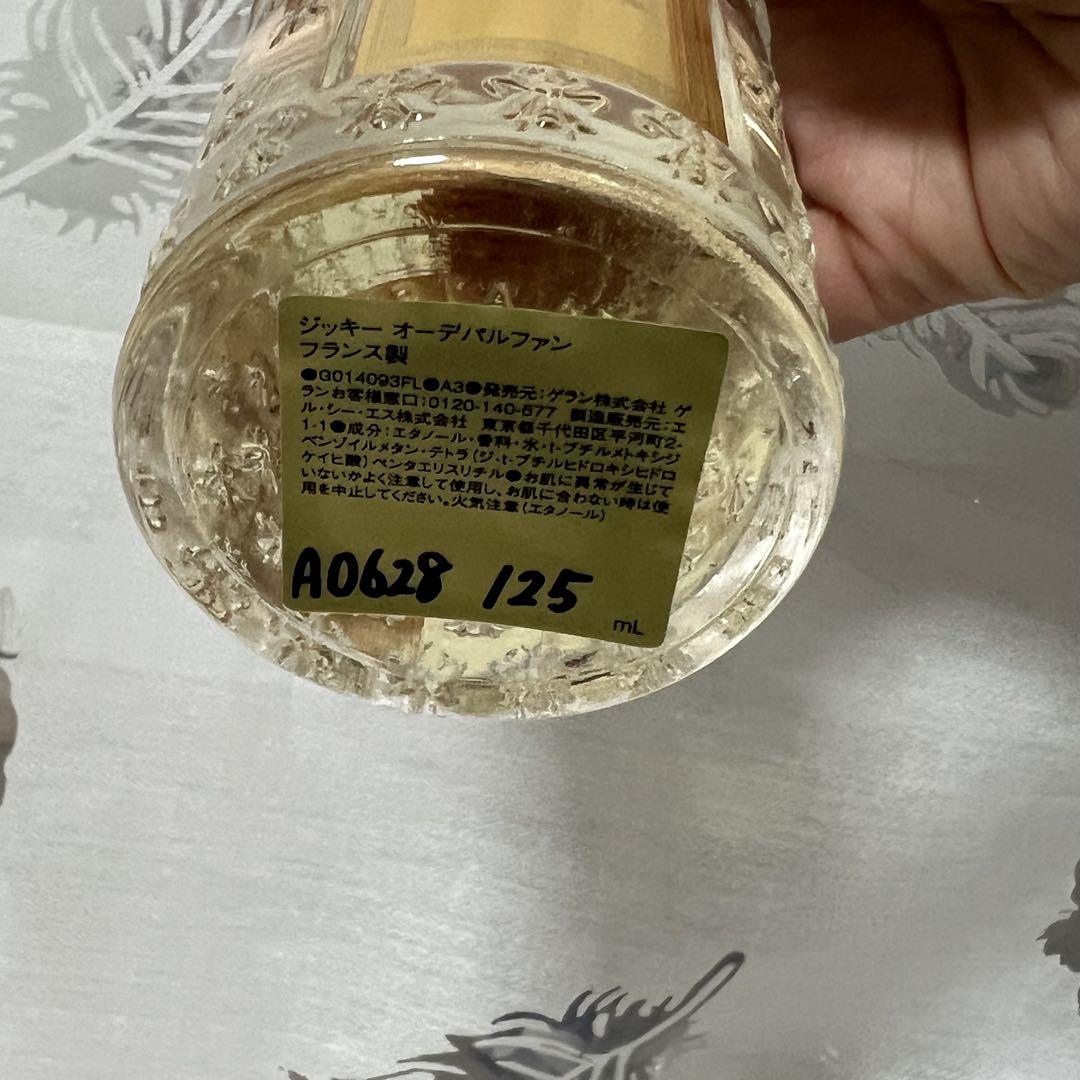 ジッキー オーデパルファン
フランス製
●G014093FL●A3●発売元:ゲラン株式会社 ゲ
ランお客様窓口:0120-140-677 製造販売元:エ
ル・シー・エス株式会社 東京都千代田区平河町2-
1-1●成分:エタノール・香料・水・t-ブチルメトキシジ
ベンゾイルメタン・テトラ(ジ-t-ブチルヒドロキシヒドロ
ケイヒ酸)ペンタエリスリチル●お肌に異常が生じて
いないかよく注意して使用し、お肌に合わない時は使
用を中止してください。火気注意(エタノール)
A0628 125
mL